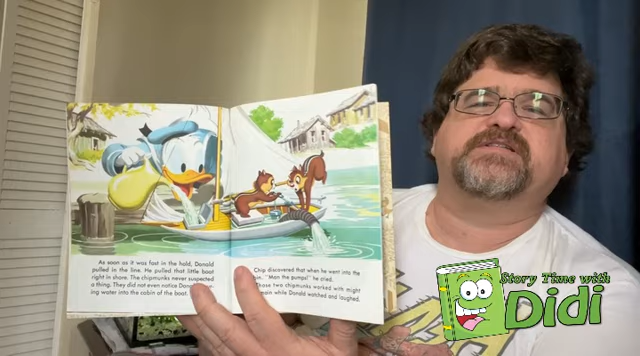 As soon as it was fast in the hold, Donald
pulled in the line. He pulled that little boat
right in shore. The chipmunks never suspected
a thing. They did not even notice
ing water into the cabin of the boat.
Chip discovered that when he went into the
"Man the pumps!" he cried.
Those two chipmunks worked with might
main while Donald watched and laughed.
Story Time with
Didi